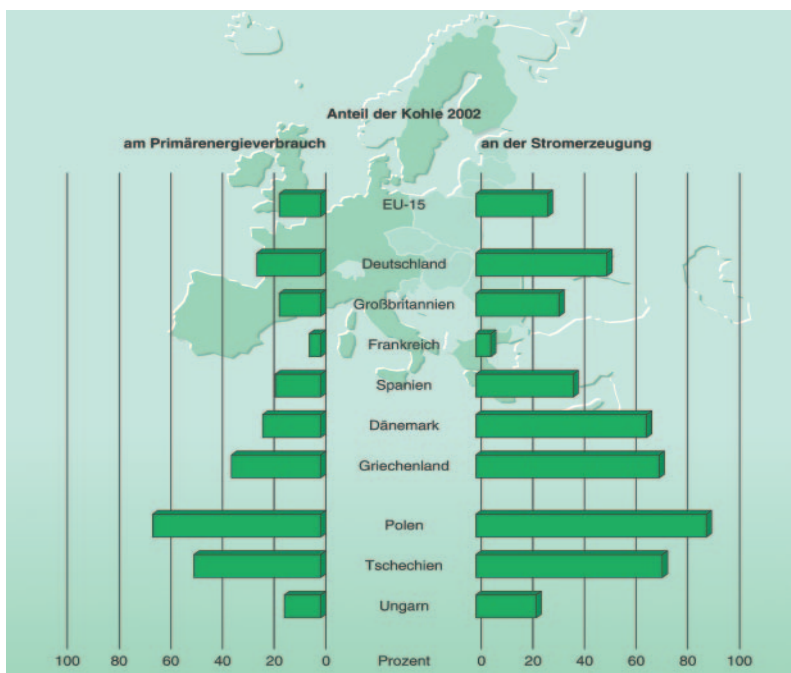 Anteil der Kohle 2002
am Primärenergieverbrauch an der Stromerzeugung
EU-15
Deutschland
Großbritannien
Frankreich
Spanien
Dänemark
Griechenland
Polen
Tschechien
Ungarn
100 80 60 40 20 0 Prozent 0 20 40 60 80 100